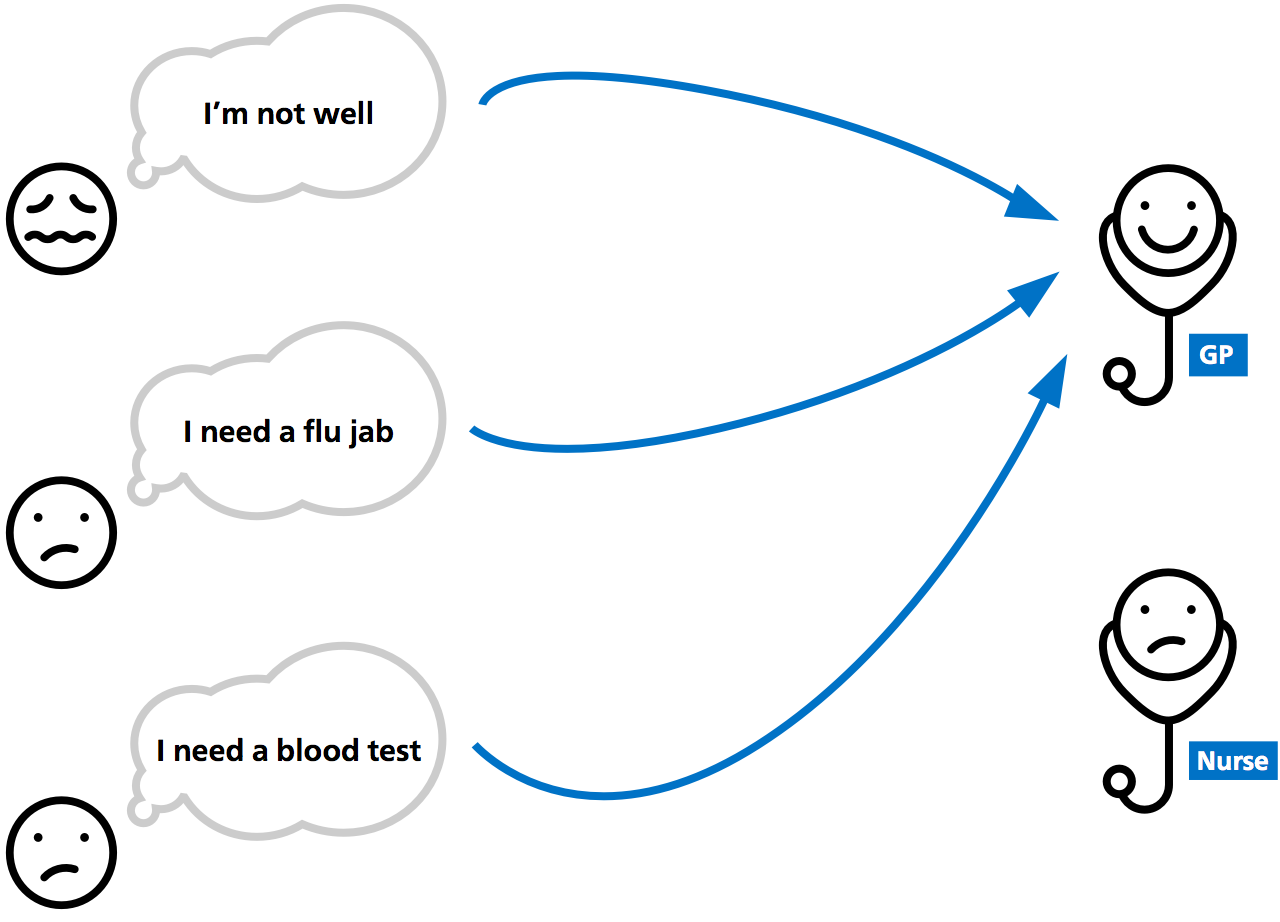 I’m not well
GP
I need a flu jab
I need a blood test
Nurse